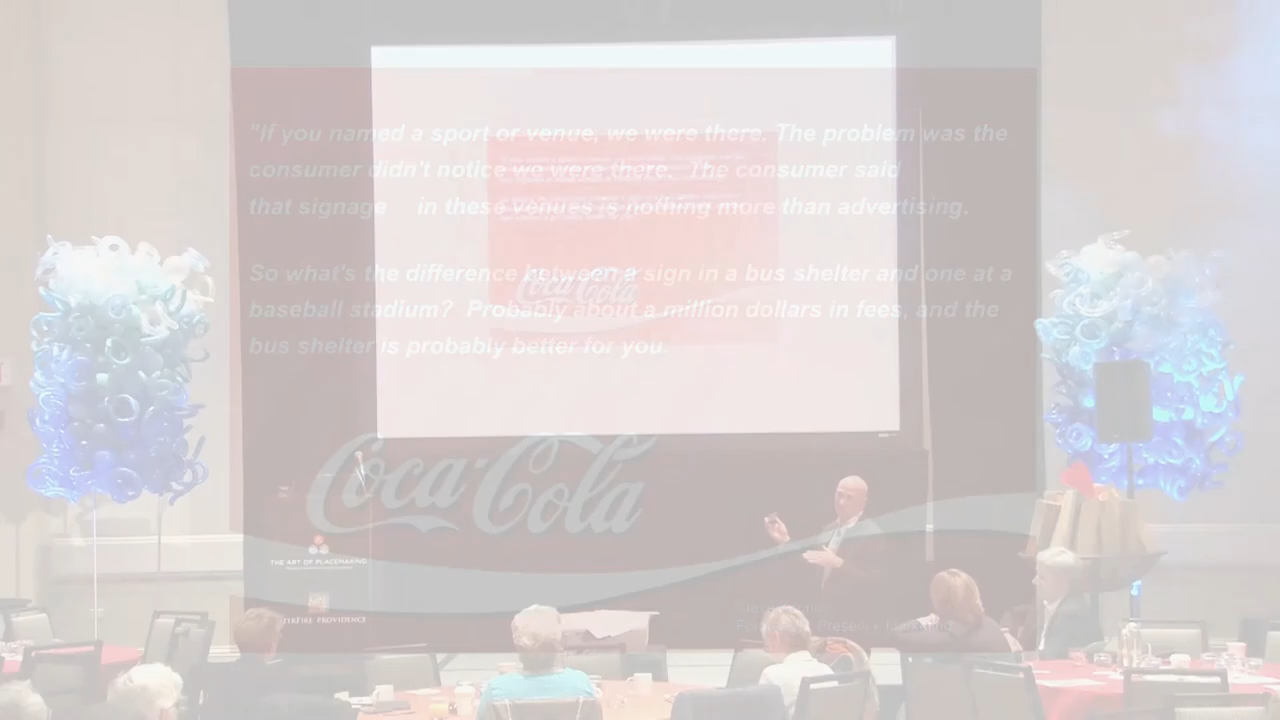 "If you named a sport or venue, we were there. The problem was the
consumer didn't notice we were there. The consumer said
that signage in these venues is nothing more than advertising.
So what's the difference between a sign in a bus shelter and one at a
baseball stadium? Probably about a million dollars in fees, and the
bus shelter is probably better for you.
Coca-Cola
Coca-Cola
THE ART OF PLACEMAKING
PROVIDENCE